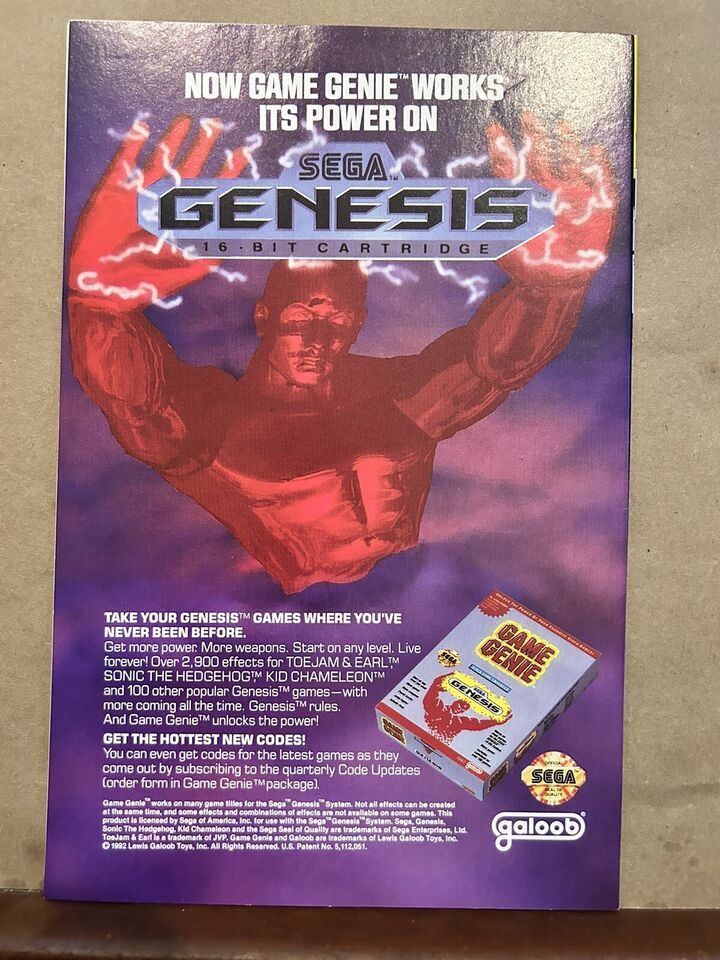 NOW GAME GENIE™ WORKS
ITS POWER ON
SEGA™
GENESIS™
16-BIT CARTRIDGE
TAKE YOUR GENESIS™ GAMES WHERE YOU'VE
NEVER BEEN BEFORE.
Get more power. More weapons. Start on any level. Live
forever! Over 2,900 effects for TOEJAM & EARL™
SONIC THE HEDGEHOG™, KID CHAMELEON™
and 100 other popular Genesis™ games—with
more coming all the time. Genesis™ rules.
And Game Genie™ unlocks the power!
GET THE HOTTEST NEW CODES!
You can even get codes for the latest games as they
come out by subscribing to the quarterly Code Updates
(order form in Game Genie™ package).
Game Genie™ works on many game titles for the Sega™ Genesis™ System. Not all effects can be created
at the same time, and some effects and combinations of effects are not available on some games. This
product is licensed by Sega of America, Inc. for use with the Sega™ Genesis™ System. Sega, Genesis,
Sonic The Hedgehog, Kid Chameleon and the Sega Seal of Quality are trademarks of Sega Enterprises, Ltd.
ToeJam & Earl is a trademark of JVP. Game Genie and Galoob are trademarks of Lewis Galoob Toys, Inc.
© 1992 Lewis Galoob Toys, Inc. All Rights Reserved. U.S. Patent No. 5,112,051.
GAME
GENIE
SEGA
GENESIS
GAME
GENIE
galoob
OFFICIAL
SEGA
SEAL OF
QUALITY
galoob®